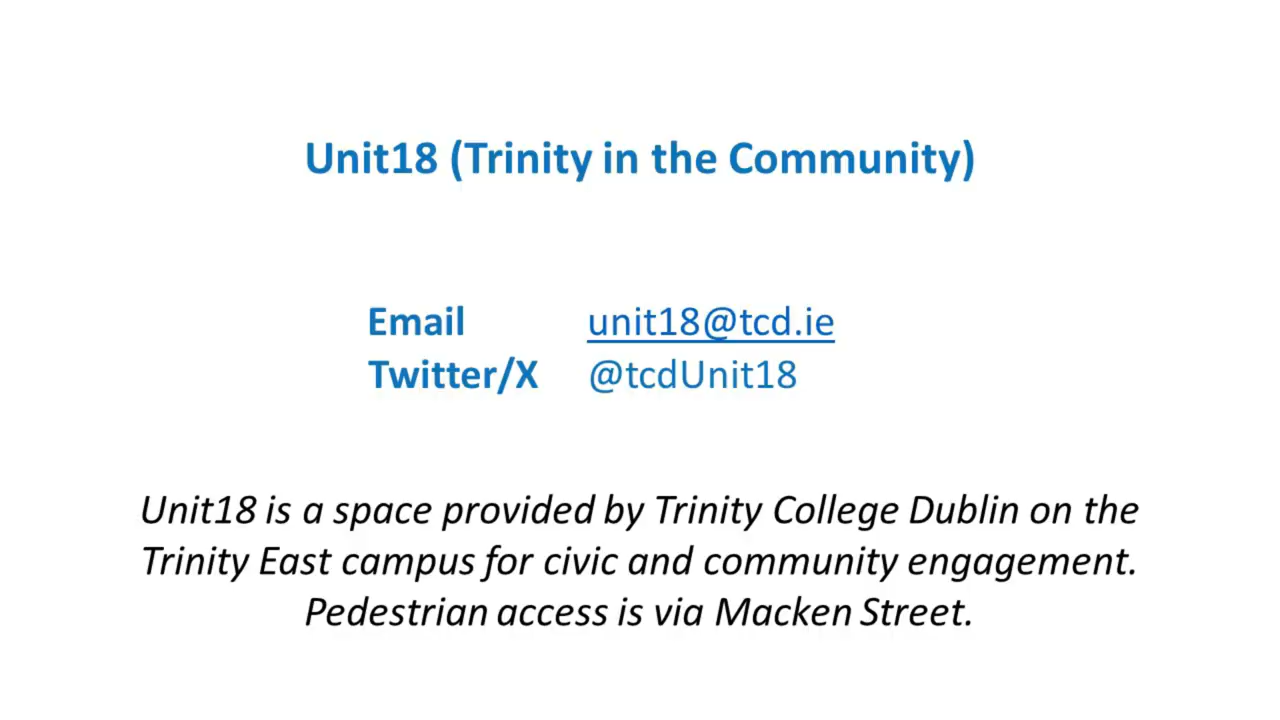 Unit18 (Trinity in the Community)
Email unit18@tcd.ie
Twitter/X @tcdUnit18
Unit18 is a space provided by Trinity College Dublin on the
Trinity East campus for civic and community engagement.
Pedestrian access is via Macken Street.